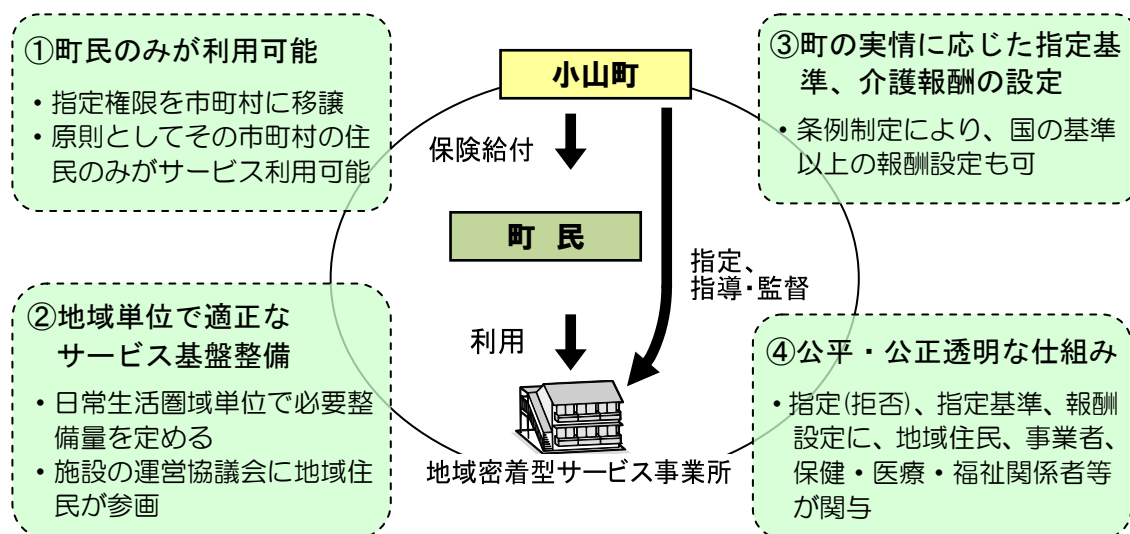 ①町民のみが利用可能
・指定権限を市町村に移譲
・原則としてその市町村の住
民のみがサービス利用可能
②地域単位で適正な
サービス基盤整備
・日常生活圏域単位で必要整
備量を定める
・施設の運営協議会に地域住
民が参画
小山町
保険給付
町 民
指定、
指導・監督
利用
地域密着型サービス事業所
③町の実情に応じた指定基
準、介護報酬の設定
・条例制定により、国の基準
以上の報酬設定も可
④公平・公正透明な仕組み
・指定(拒否)、指定基準、報酬
設定に、地域住民、事業者、
保健・医療・福祉関係者等
が関与